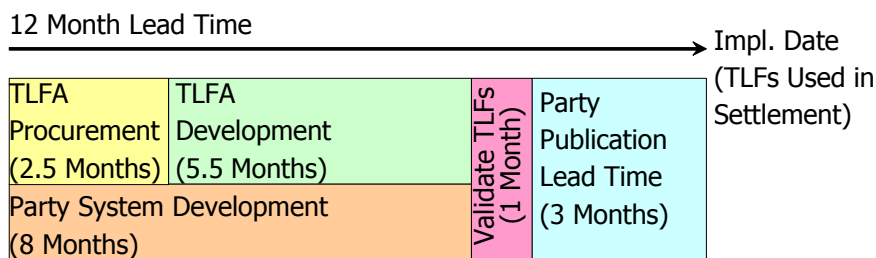 12 Month Lead Time
Impl. Date
(TLFs Used in
Settlement)
TLFA
Procurement
(2.5 Months)
TLFA
Development
(5.5 Months)
Party System Development
(8 Months)
Validate TLFs
(1 Month)
Party
Publication
Lead Time
(3 Months)